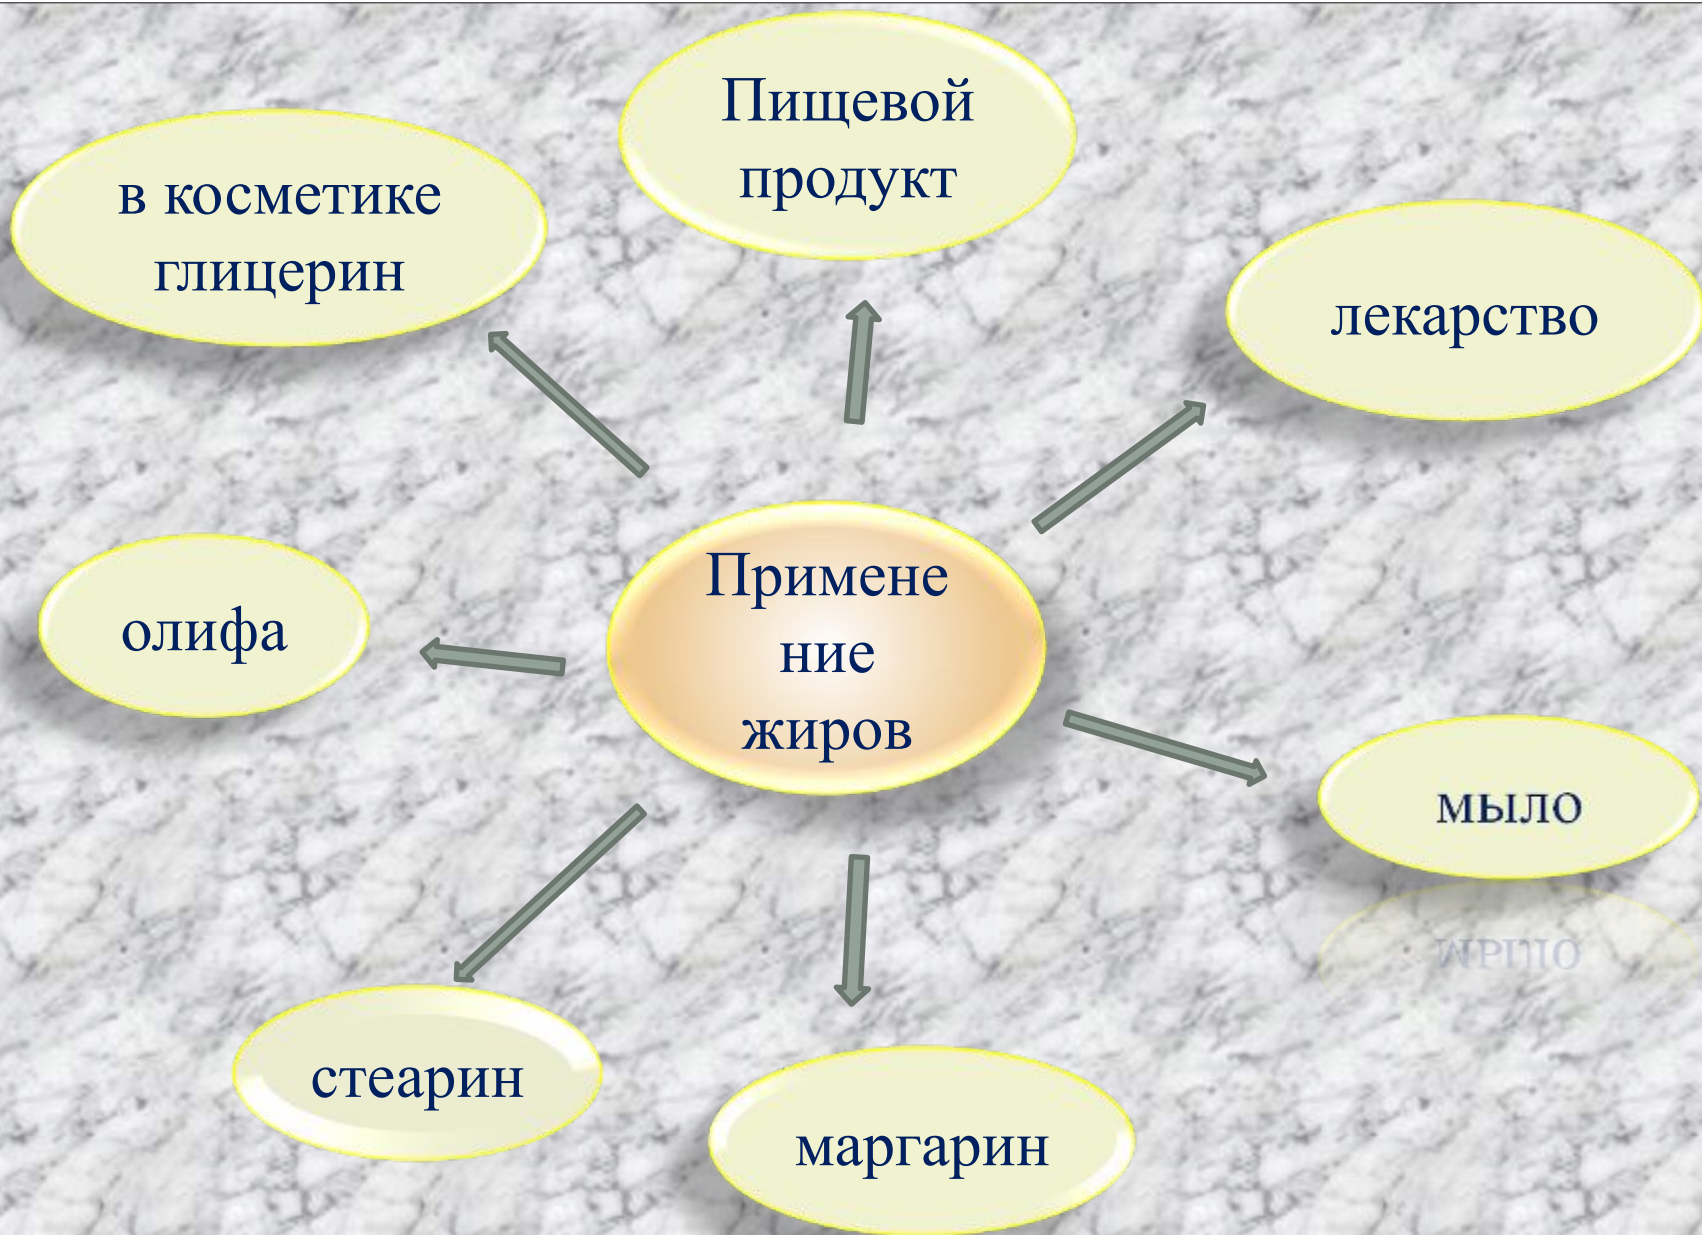 Пищевой
продукт
в косметике
глицерин
лекарство
олифа
Примене
ние
жиров
мыло
стеарин
маргарин